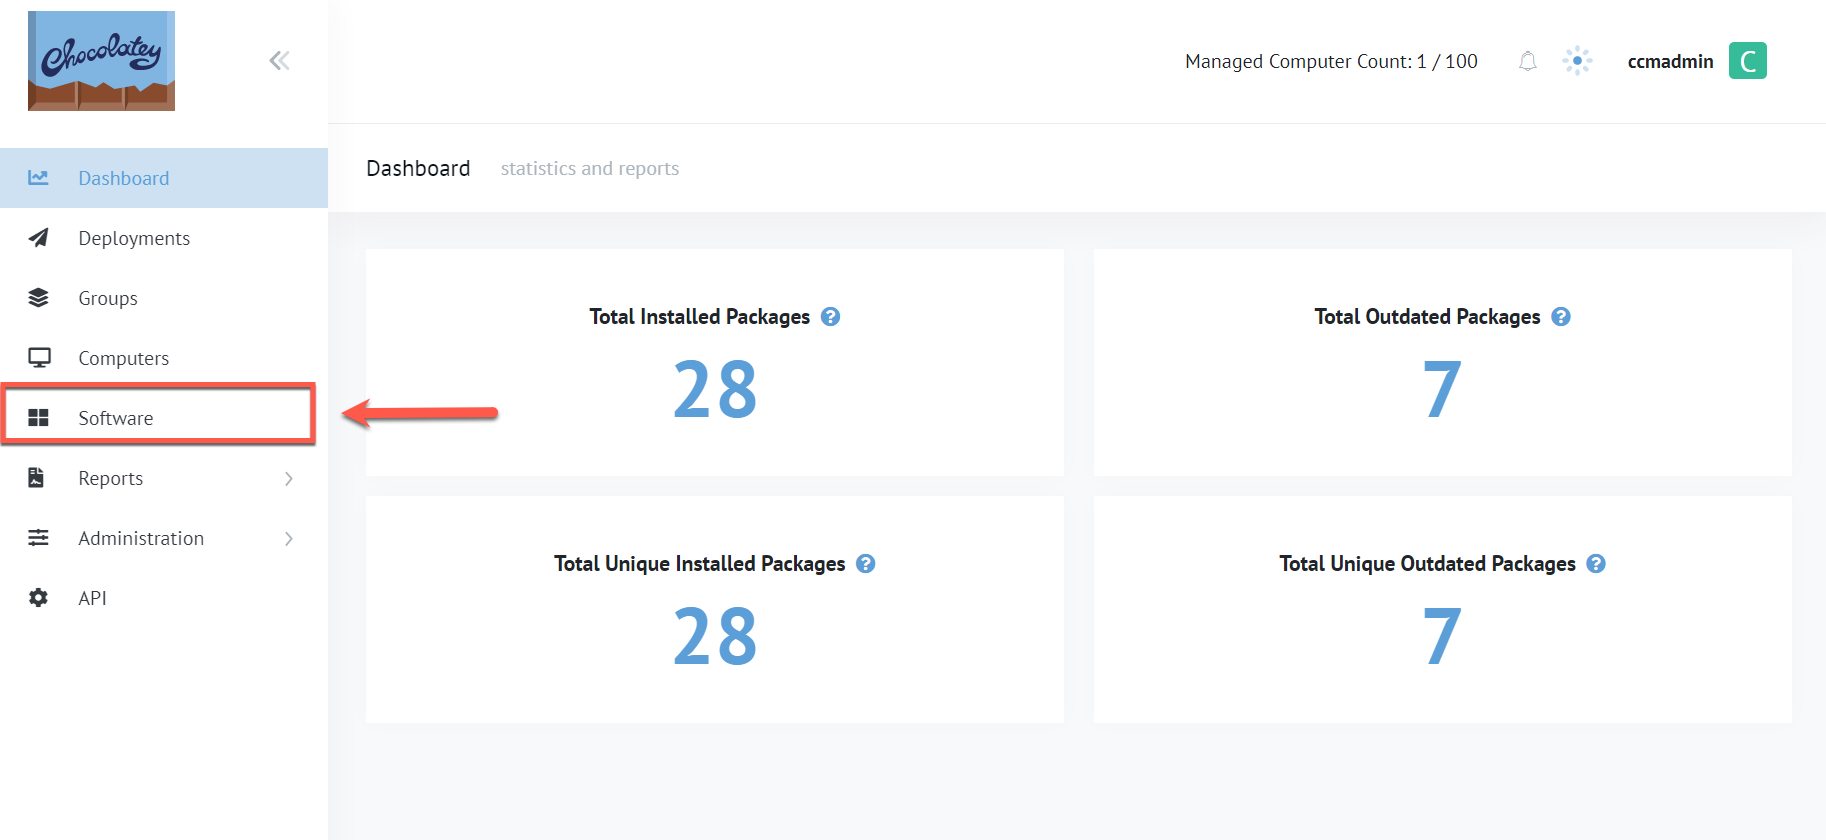 Chocolatey
Managed Computer Count: 1 / 100
ccmadmin
C
Dashboard
Deployments
Groups
Computers
Software
Reports
Administration
API
Dashboard statistics and reports
Total Installed Packages ?
28
Total Outdated Packages ?
7
Total Unique Installed Packages ?
28
Total Unique Outdated Packages ?
7